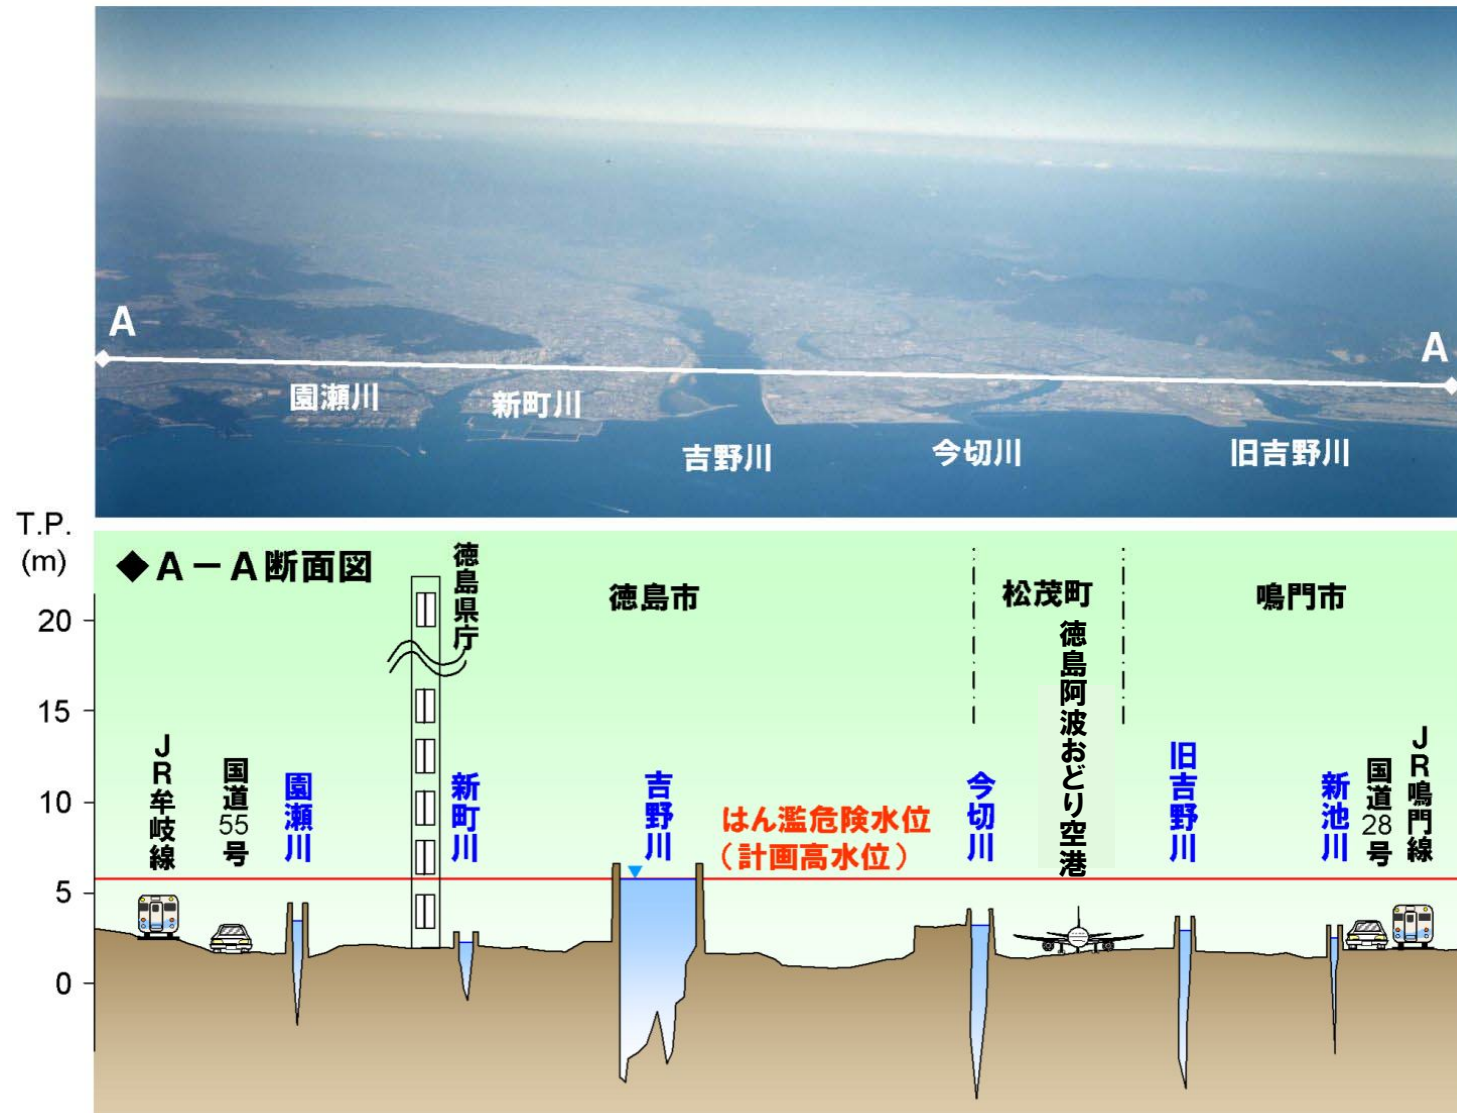 A
A
園瀬川
新町川
吉野川
今切川
旧吉野川
T.P.
(m)
◆A-A断面図
徳島県庁
徳島市
松茂町
鳴門市
20
15
10
5
0
JR牟岐線
国道55号
園瀬川
新町川
吉野川
はん濫危険水位
(計画高水位)
今切川
徳島阿波おどり空港
旧吉野川
新池川
国道28号
JR鳴門線